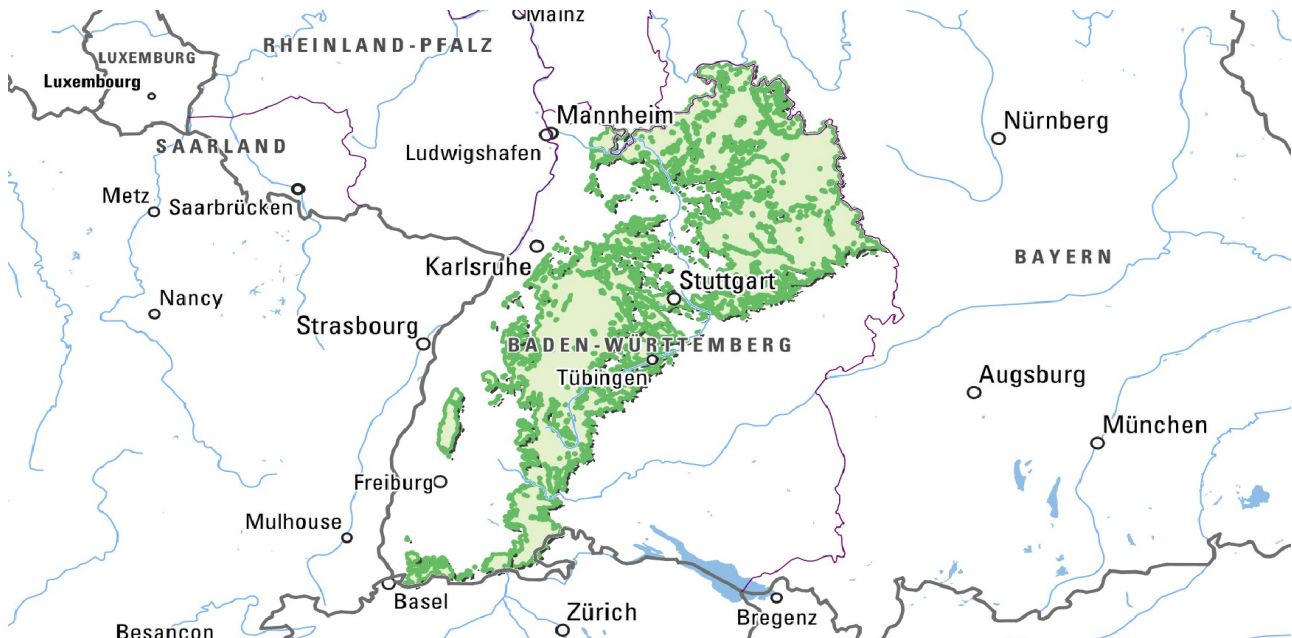 Mainz
RHEINLAND-PFALZ
LUXEMBURG
Luxembourg
Mannheim
Nürnberg
SAARLAND
Ludwigshafen
Metz
Saarbrücken
Karlsruhe
BAYERN
Stuttgart
Nancy
Strasbourg
BADEN-WÜRTTEMBERG
Tübingen
Augsburg
München
Freiburg
Mulhouse
Basel
Zürich
Bregenz
Besançon